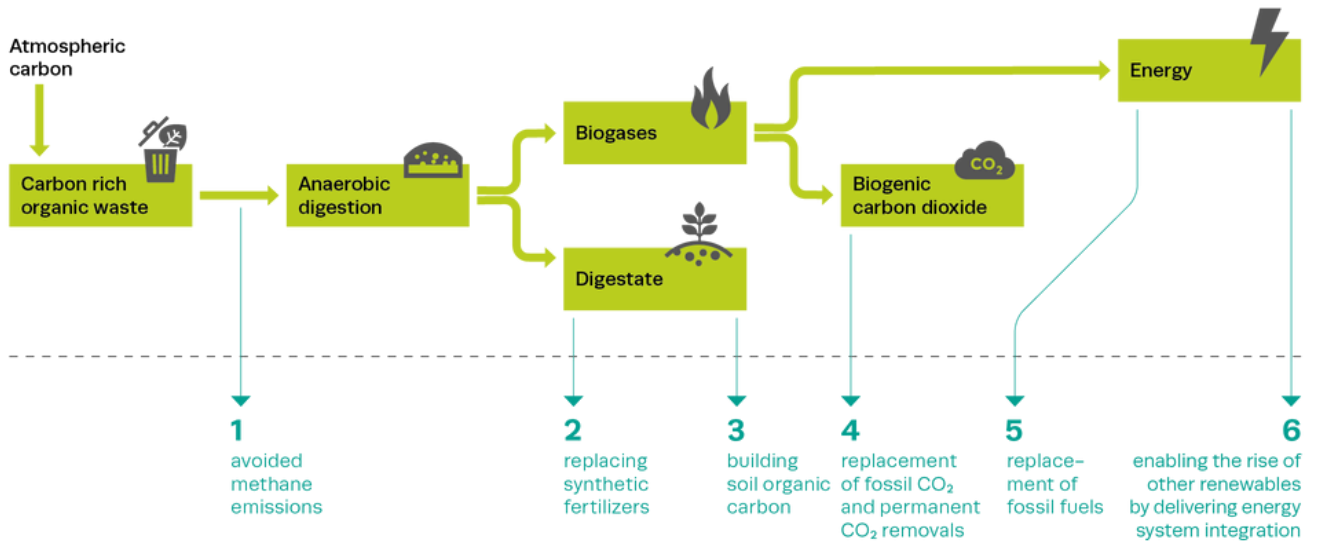 Atmospheric
carbon
Carbon rich
organic waste
Anaerobic
digestion
Biogases
Digestate
Biogenic
carbon dioxide
CO₂
Energy
1
avoided
methane
emissions
2
replacing
synthetic
fertilizers
3
building
soil organic
carbon
4
replacement
of fossil CO₂
and permanent
CO₂ removals
5
replace-
ment of
fossil fuels
6
enabling the rise of
other renewables
by delivering energy
system integration